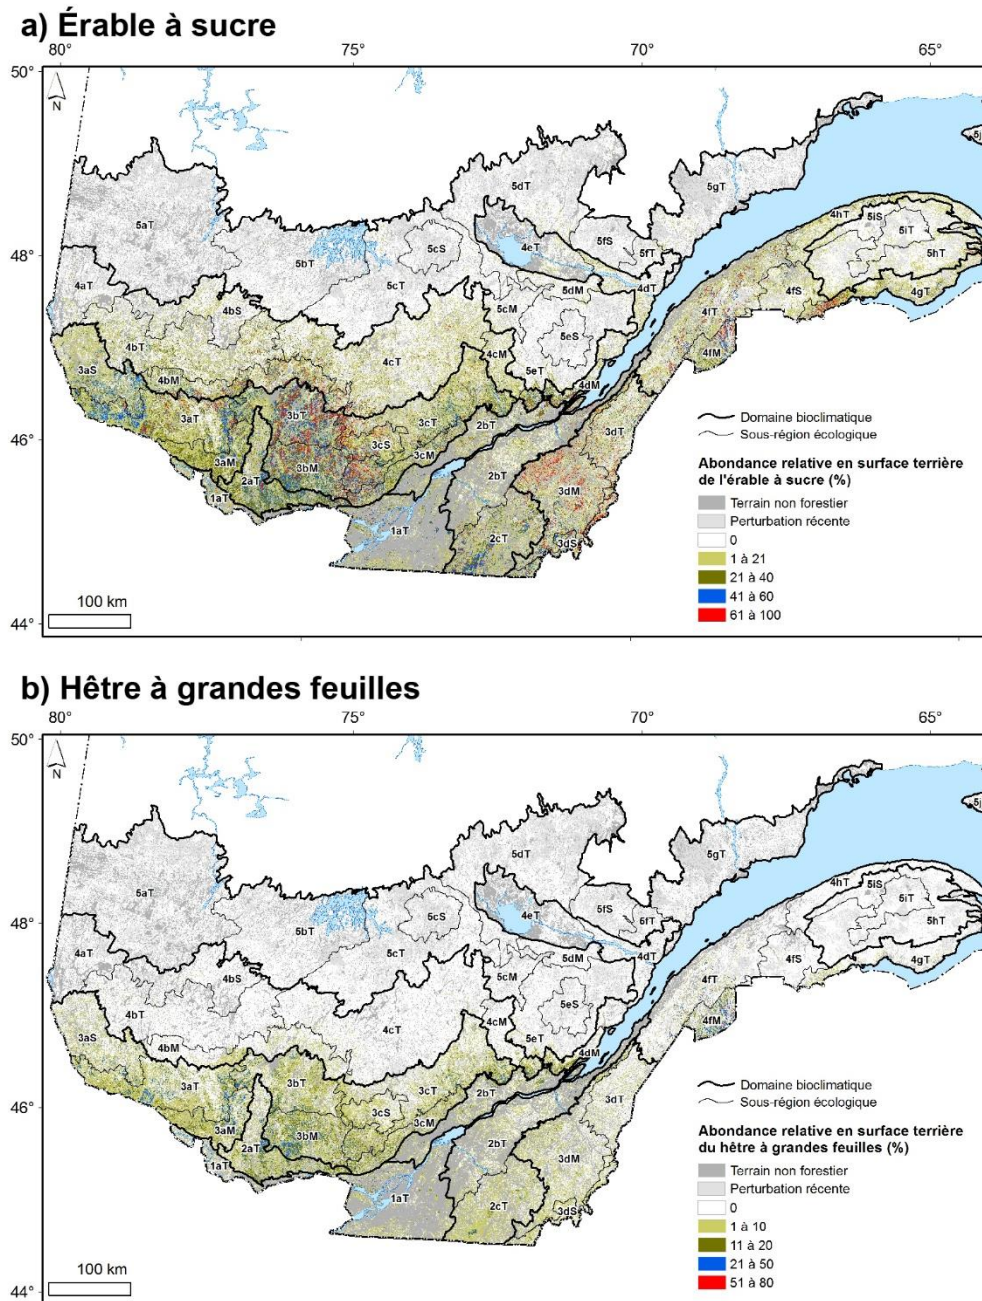 a) Érable à sucre
80° 75° 70° 65°
50°
N
5j
5dT 5gT
4hT 5iS
5aT 5fS 5iT
5cS 4eT 5fT
48° 5bT 5hT
5dM 4dT
4aT 5cT 4fS 4gT
4bS 5cM
4fT
5eS
4bT 4cT 4cM 4fM
3aS 4bM 5eT
4dM
3bT 3cT 2bT
3aT
46° 3cS 3dT
3aM 3bM 3cM 2bT
2aT 3dM
1aT
1aT
2cT 3dS
Domaine bioclimatique
Sous-région écologique
Abondance relative en surface terrière
de l'érable à sucre (%)
Terrain non forestier
Perturbation récente
0
1 à 21
21 à 40
41 à 60
61 à 100
100 km
44°
b) Hêtre à grandes feuilles
80° 75° 70° 65°
50°
N
5j
5dT 5gT
4hT 5iS
5aT 5fS 5iT
5cS 4eT 5fT
48° 5bT 5hT
5dM 4dT
4aT 5cT 4fS 4gT
4bS 5cM
4fT
5eS
4bT 4cT 4cM 4fM
3aS 4bM 5eT
4dM
3bT 3cT 2bT
3aT
46° 3cS 3dT
3aM 3bM 3cM 2bT
2aT 3dM
1aT
1aT
2cT 3dS
Domaine bioclimatique
Sous-région écologique
Abondance relative en surface terrière
du hêtre à grandes feuilles (%)
Terrain non forestier
Perturbation récente
0
1 à 10
11 à 20
21 à 50
51 à 80
100 km
44°